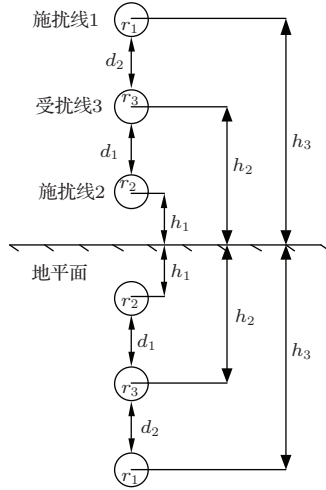 施扰线1
r₁
d₂
受扰线3
r₃
h₃
d₁
h₂
施扰线2
r₂
h₁
地平面
h₁
r₂
h₂
d₁
h₃
r₃
d₂
r₁